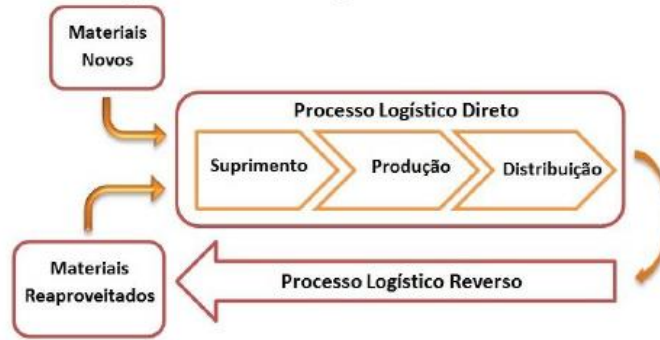 Materiais
Novos
Processo Logístico Direto
Suprimento
Produção
Distribuição
Materiais
Reaproveitados
Processo Logístico Reverso